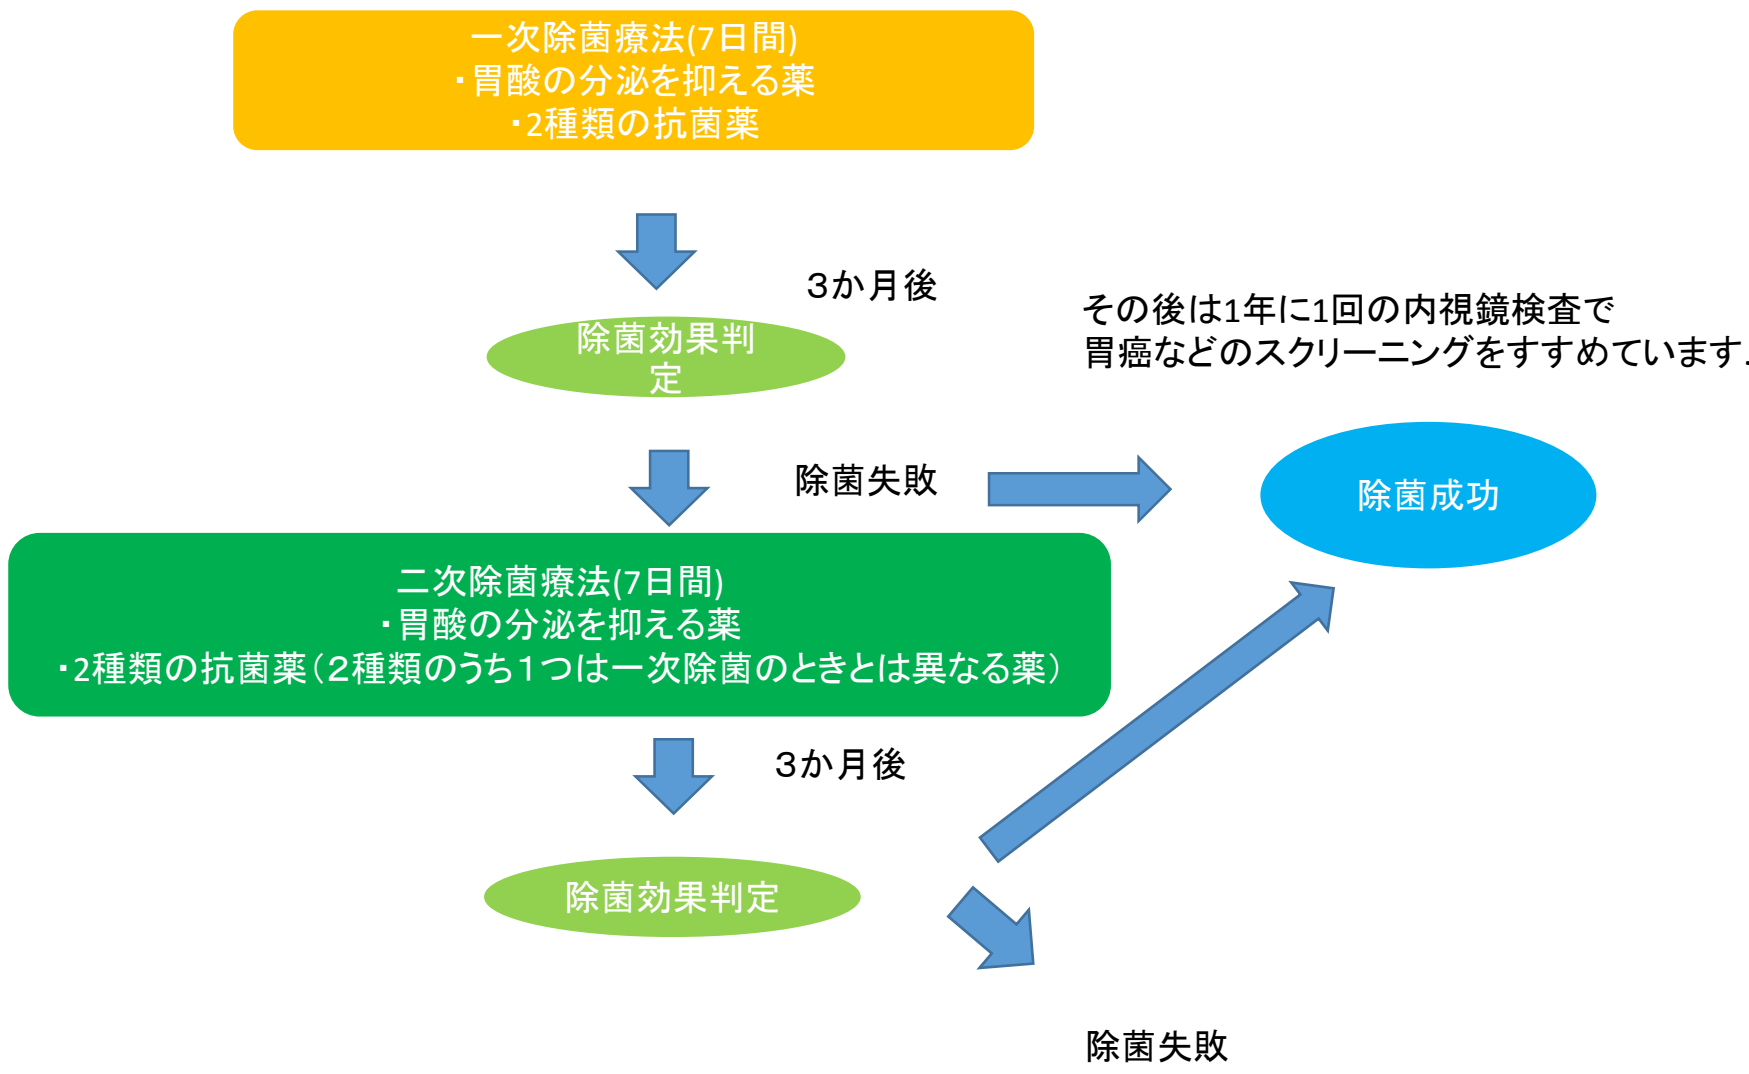 一次除菌療法(7日間)
・胃酸の分泌を抑える薬
・2種類の抗菌薬
３か月後
除菌効果判
定
その後は1年に1回の内視鏡検査で
胃癌などのスクリーニングをすすめています.
除菌失敗
除菌成功
二次除菌療法(7日間)
・胃酸の分泌を抑える薬
・2種類の抗菌薬（２種類のうち１つは一次除菌のときとは異なる薬）
３か月後
除菌効果判定
除菌失敗